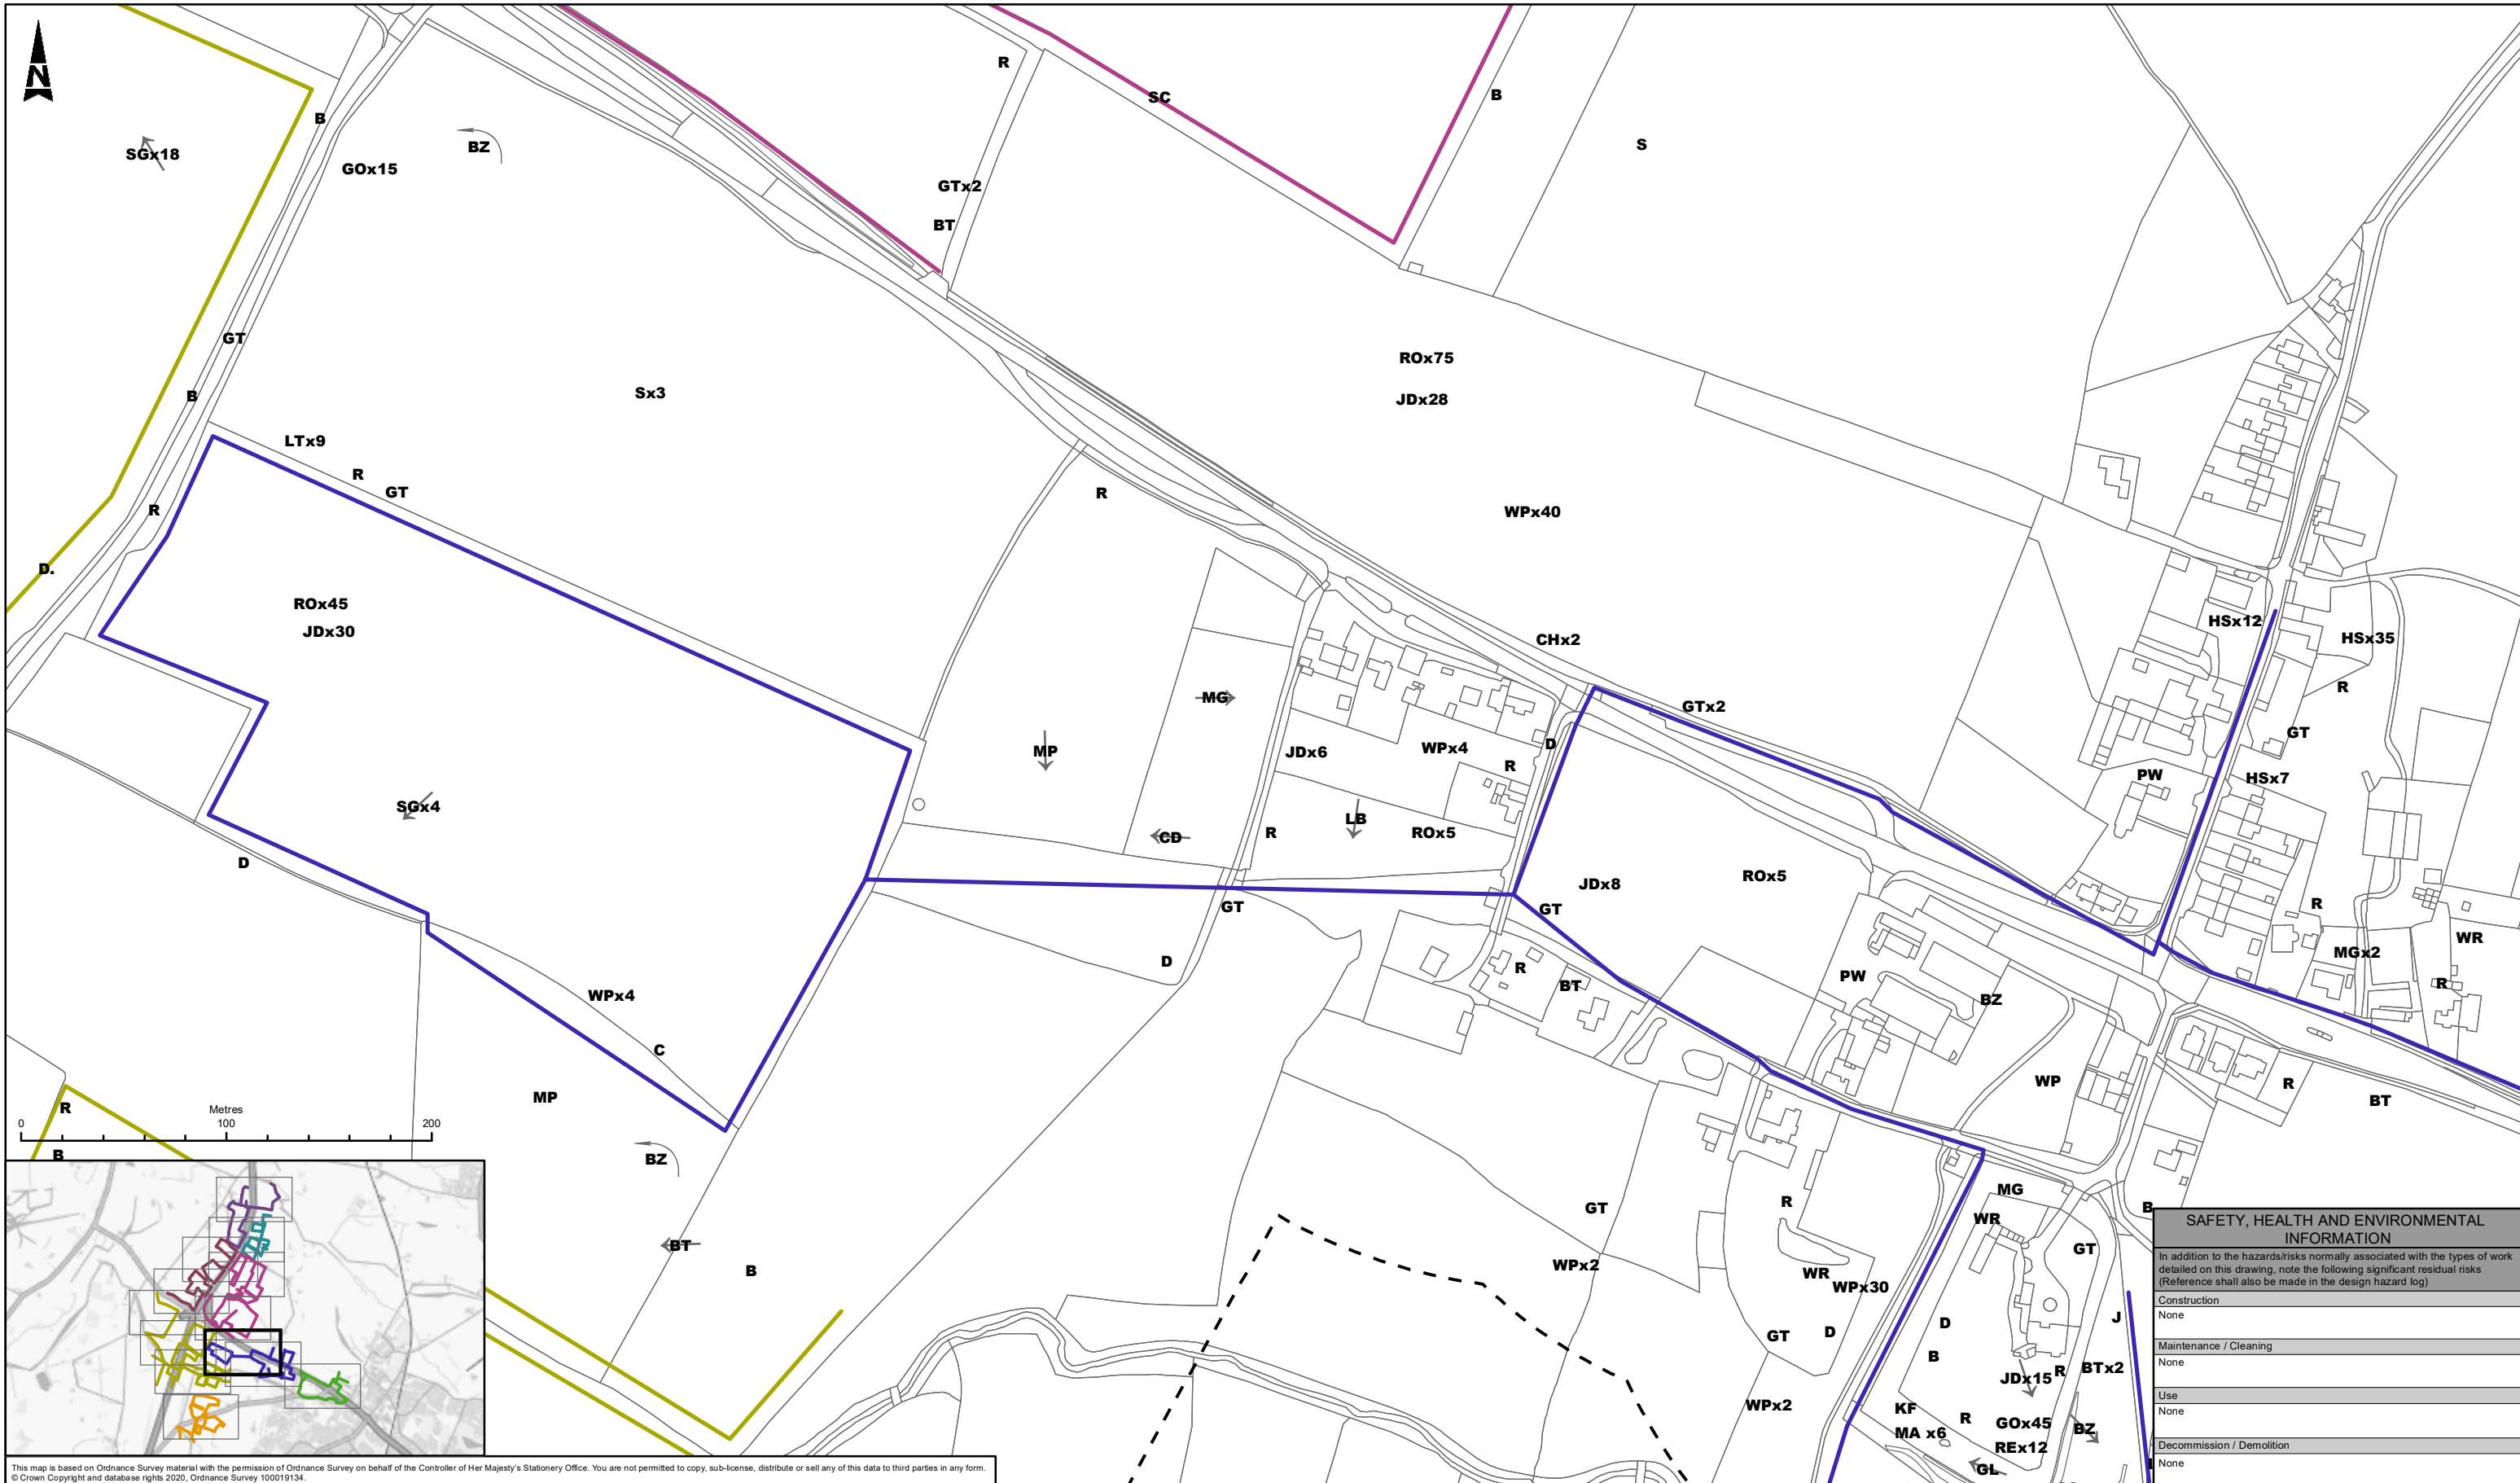 N
R
SC
B
B
S
SGx18
GOx15
BZ
GTx2
BT
GT
ROx75
B
Sx3
JDx28
LTx9
R
GT
R
R
WPx40
D.
ROx45
JDx30
HSx12
CHx2
HSx35
R
MG
GTx2
GT
MP
JDx6
WPx4
D
R
PW
HSx7
SGx4
LB
CD
R
ROx5
D
JDx8
ROx5
GT
GT
R
MGx2
WR
D
R
PW
BT
R
WPx4
BZ
C
WP
R
MP
BT
R
Metres
0
100
200
B
BZ
MG
R
GT
B
WR
BT
GT
B
WPx2
WR
WPx30
D
J
GT
D
B
BTx2
R
JDx15
WPx2
KF
R
GOx45
BZ
MA x6
REx12
GL
SAFETY, HEALTH AND ENVIRONMENTAL
INFORMATION
In addition to the hazards/risks normally associated with the types of work
detailed on this drawing, note the following significant residual risks
(Reference shall also be made in the design hazard log)
Construction
None
Maintenance / Cleaning
None
Use
None
Decommission / Demolition
None
This map is based on Ordnance Survey material with the permission of Ordnance Survey on behalf of the Controller of Her Majesty's Stationery Office. You are not permitted to copy, sub-license, distribute or sell any of this data to third parties in any form.
© Crown Copyright and database rights 2020, Ordnance Survey 100019134.